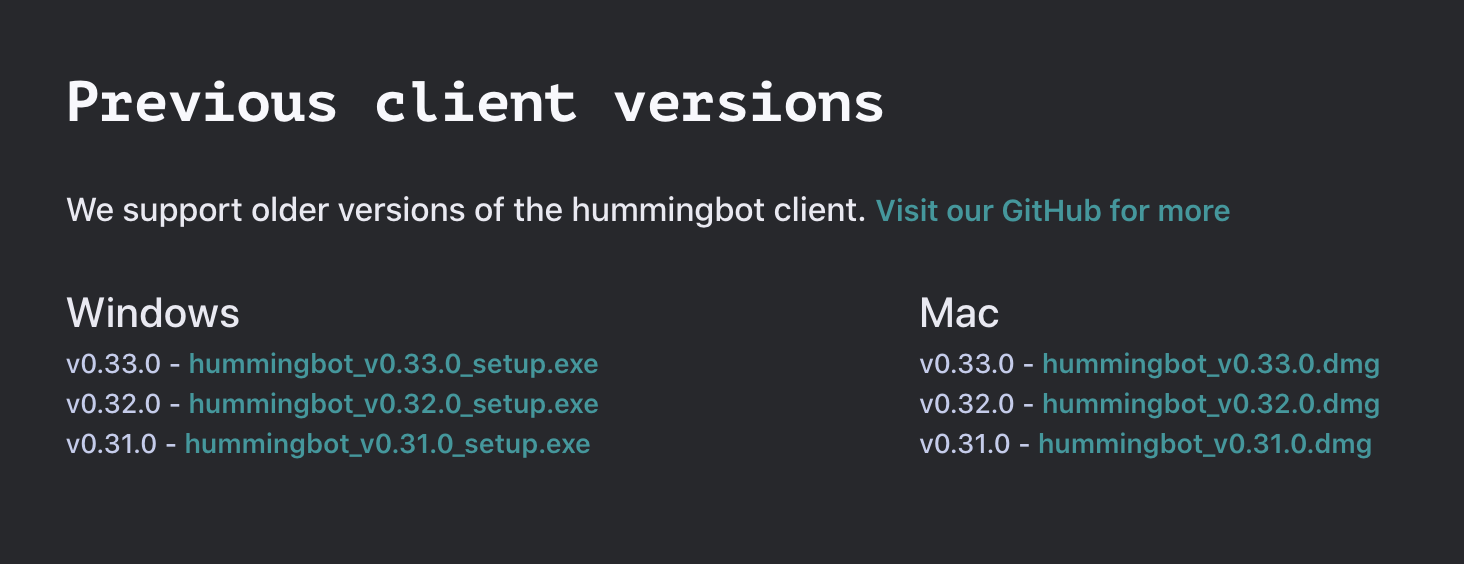 Previous client versions
We support older versions of the hummingbot client. Visit our GitHub for more
Windows
v0.33.0 - hummingbot_v0.33.0_setup.exe
v0.32.0 - hummingbot_v0.32.0_setup.exe
v0.31.0 - hummingbot_v0.31.0_setup.exe
Mac
v0.33.0 - hummingbot_v0.33.0.dmg
v0.32.0 - hummingbot_v0.32.0.dmg
v0.31.0 - hummingbot_v0.31.0.dmg